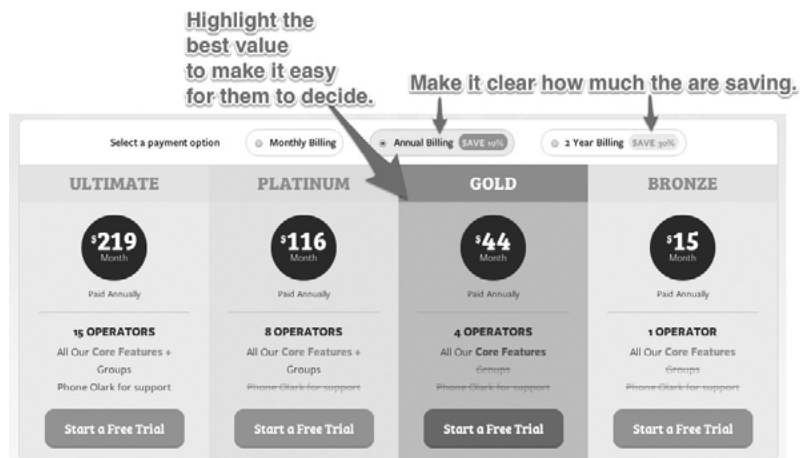 Highlight the
best value
to make it easy
for them to decide.
Make it clear how much the are saving.
Select a payment option
Monthly Billing
Annual Billing SAVE 10%
2 Year Billing SAVE 30%
ULTIMATE
PLATINUM
GOLD
BRONZE
$219
Month
Paid Annually
$116
Month
Paid Annually
$44
Month
Paid Annually
$15
Month
Paid Annually
15 OPERATORS
All Our Core Features +
Groups
Phone Olark for support
Start a Free Trial
8 OPERATORS
All Our Core Features +
Groups
Phone Olark for support
Start a Free Trial
4 OPERATORS
All Our Core Features
Groups
Phone Olark for support
Start a Free Trial
1 OPERATOR
All Our Core Features
Groups
Phone Olark for support
Start a Free Trial